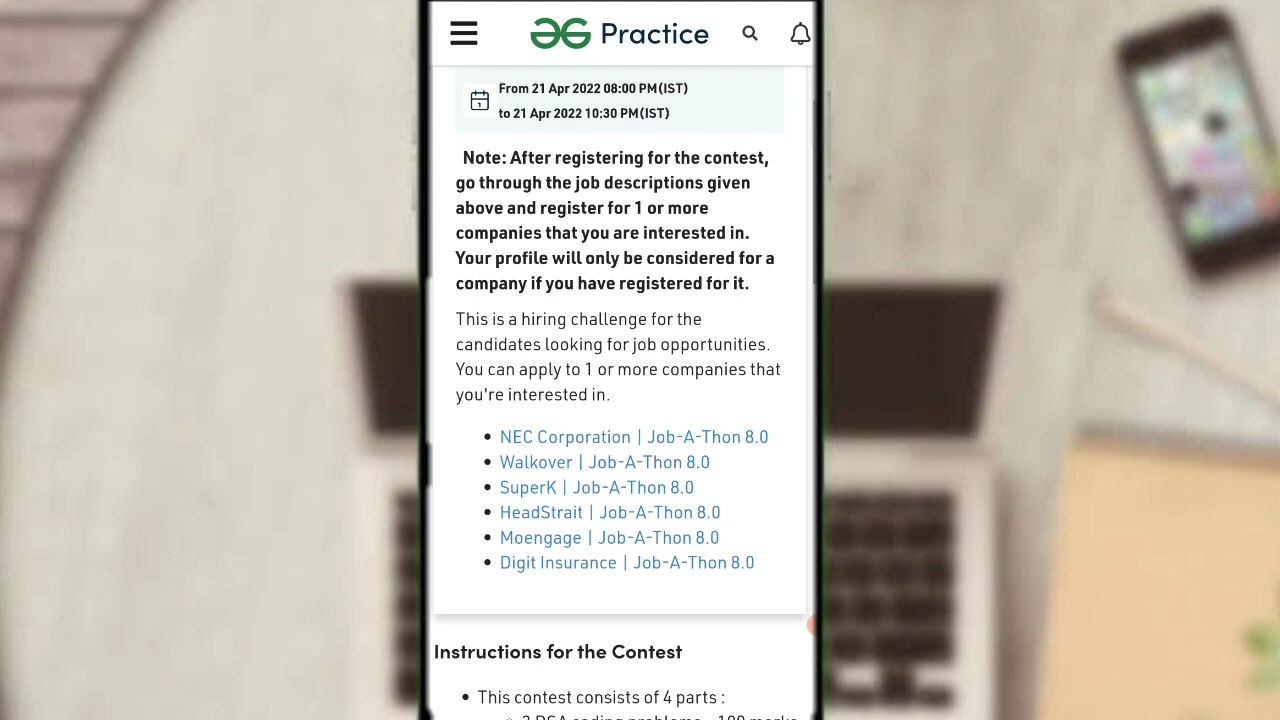 Practice
From 21 Apr 2022 08:00 PM(IST)
to 21 Apr 2022 10:30 PM(IST)
Note: After registering for the contest,
go through the job descriptions given
above and register for 1 or more
companies that you are interested in.
Your profile will only be considered for a
company if you have registered for it.
This is a hiring challenge for the
candidates looking for job opportunities.
You can apply to 1 or more companies that
you're interested in.
• NEC Corporation | Job-A-Thon 8.0
• Walkover | Job-A-Thon 8.0
• SuperK | Job-A-Thon 8.0
• HeadStrait | Job-A-Thon 8.0
• Moengage | Job-A-Thon 8.0
• Digit Insurance | Job-A-Thon 8.0
Instructions for the Contest
• This contest consists of 4 parts :